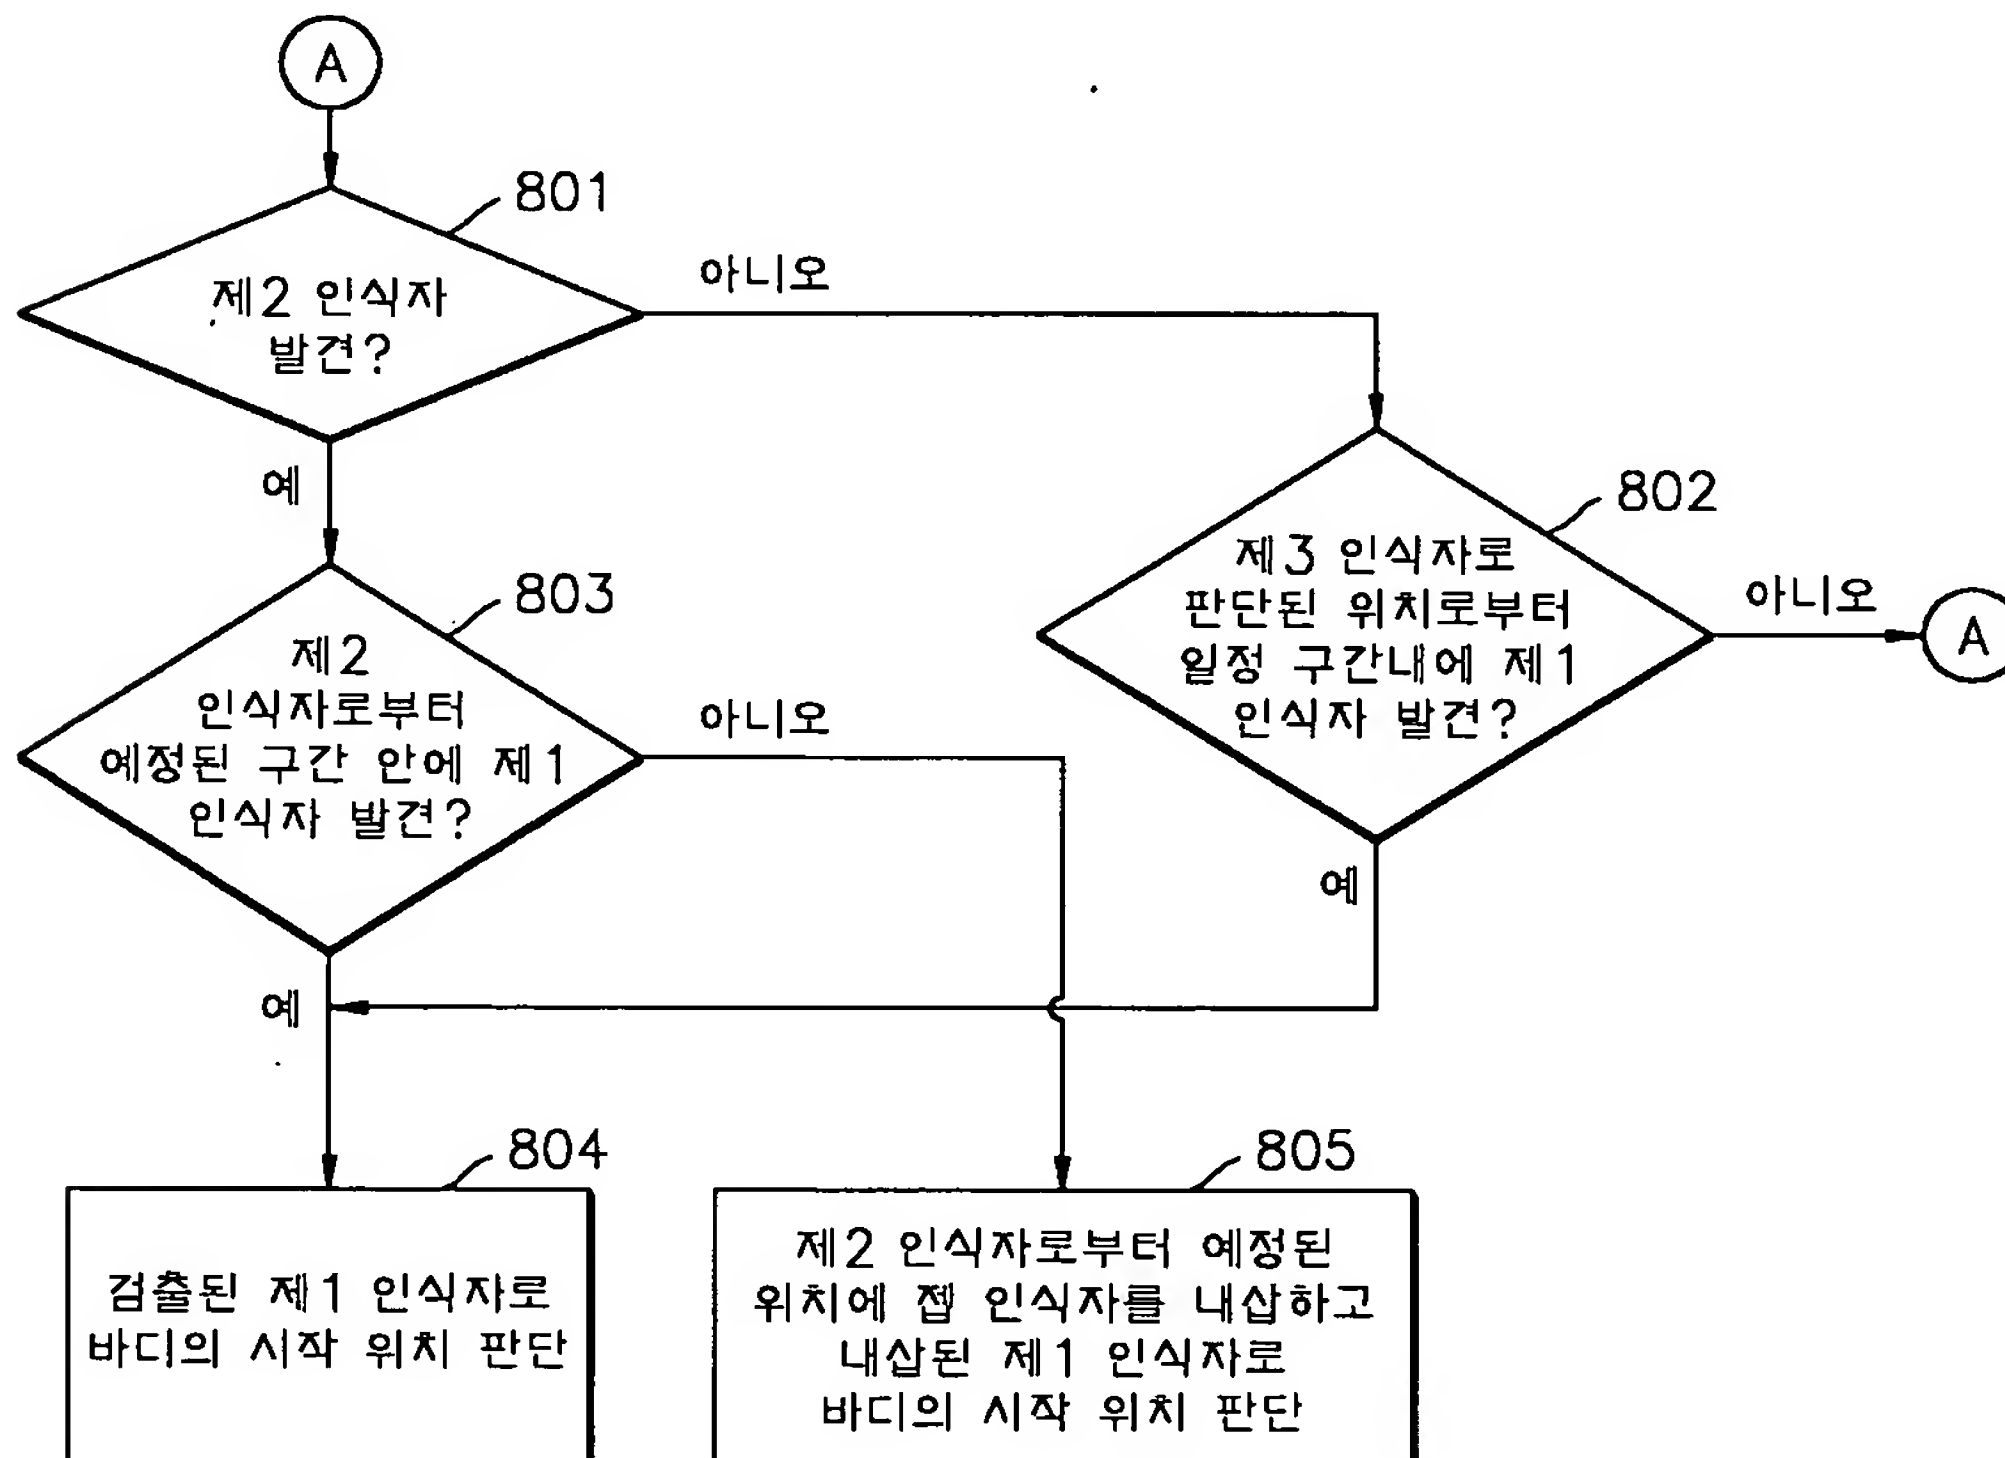 A
801
제2 인식자
발견?
아니오
예
802
제3 인식자로
판단된 위치로부터
일정 구간내에 제1
인식자 발견?
아니오
A
803
제2
인식자로부터
예정된 구간 안에 제1
인식자 발견?
아니오
예
예
804
검출된 제1 인식자로
바디의 시작 위치 판단
805
제2 인식자로부터 예정된
위치에 젭 인식자를 내삽하고
내삽된 제1 인식자로
바디의 시작 위치 판단